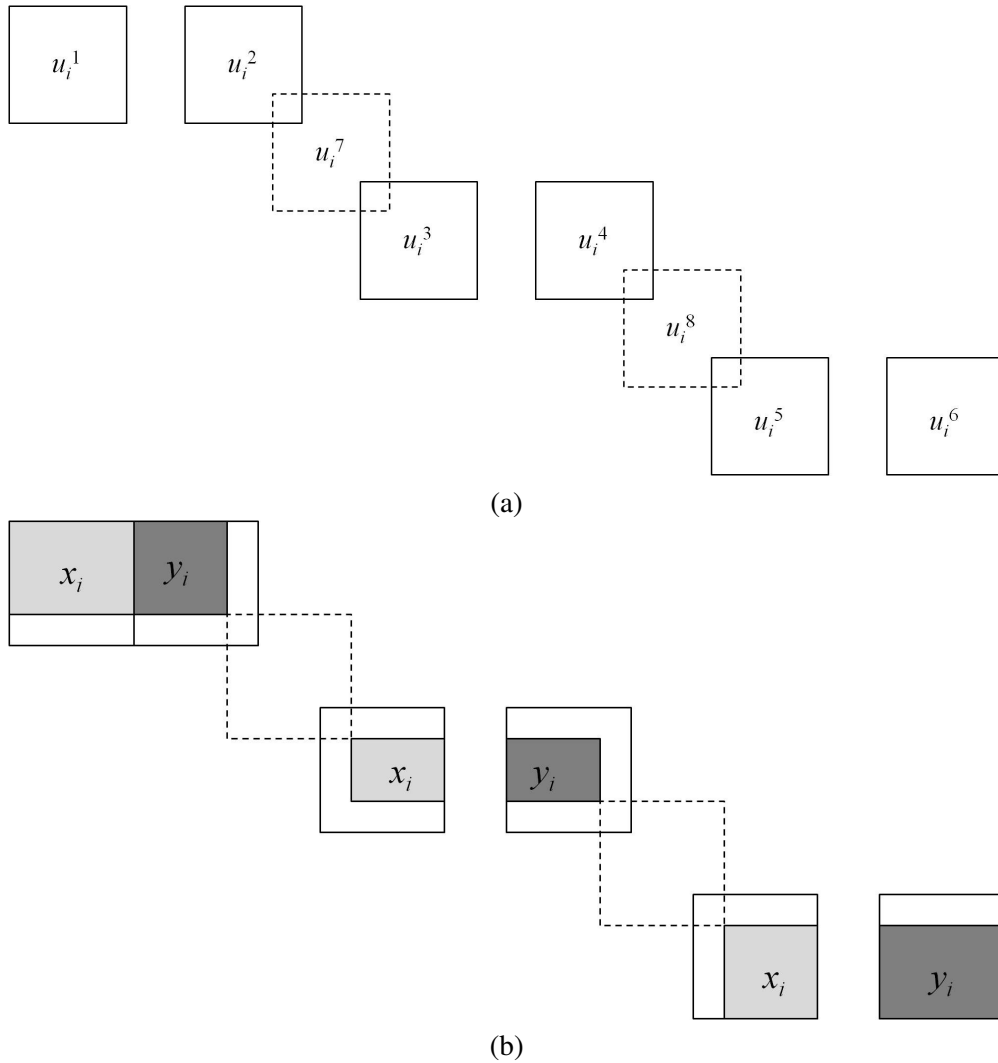 u_i^1 u_i^2
u_i^7
u_i^3 u_i^4
u_i^8
u_i^5 u_i^6
(a)
x_i y_i
x_i y_i
x_i y_i
(b)